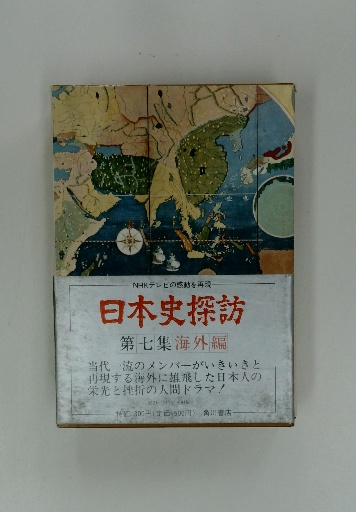 NHKテレビの感動を再現
日本史探訪
第七集 海外編
当代一流のメンバーがいきいきと
再現する海外に雄飛した日本人の
栄光と挫折の人間ドラマ!
角川書店